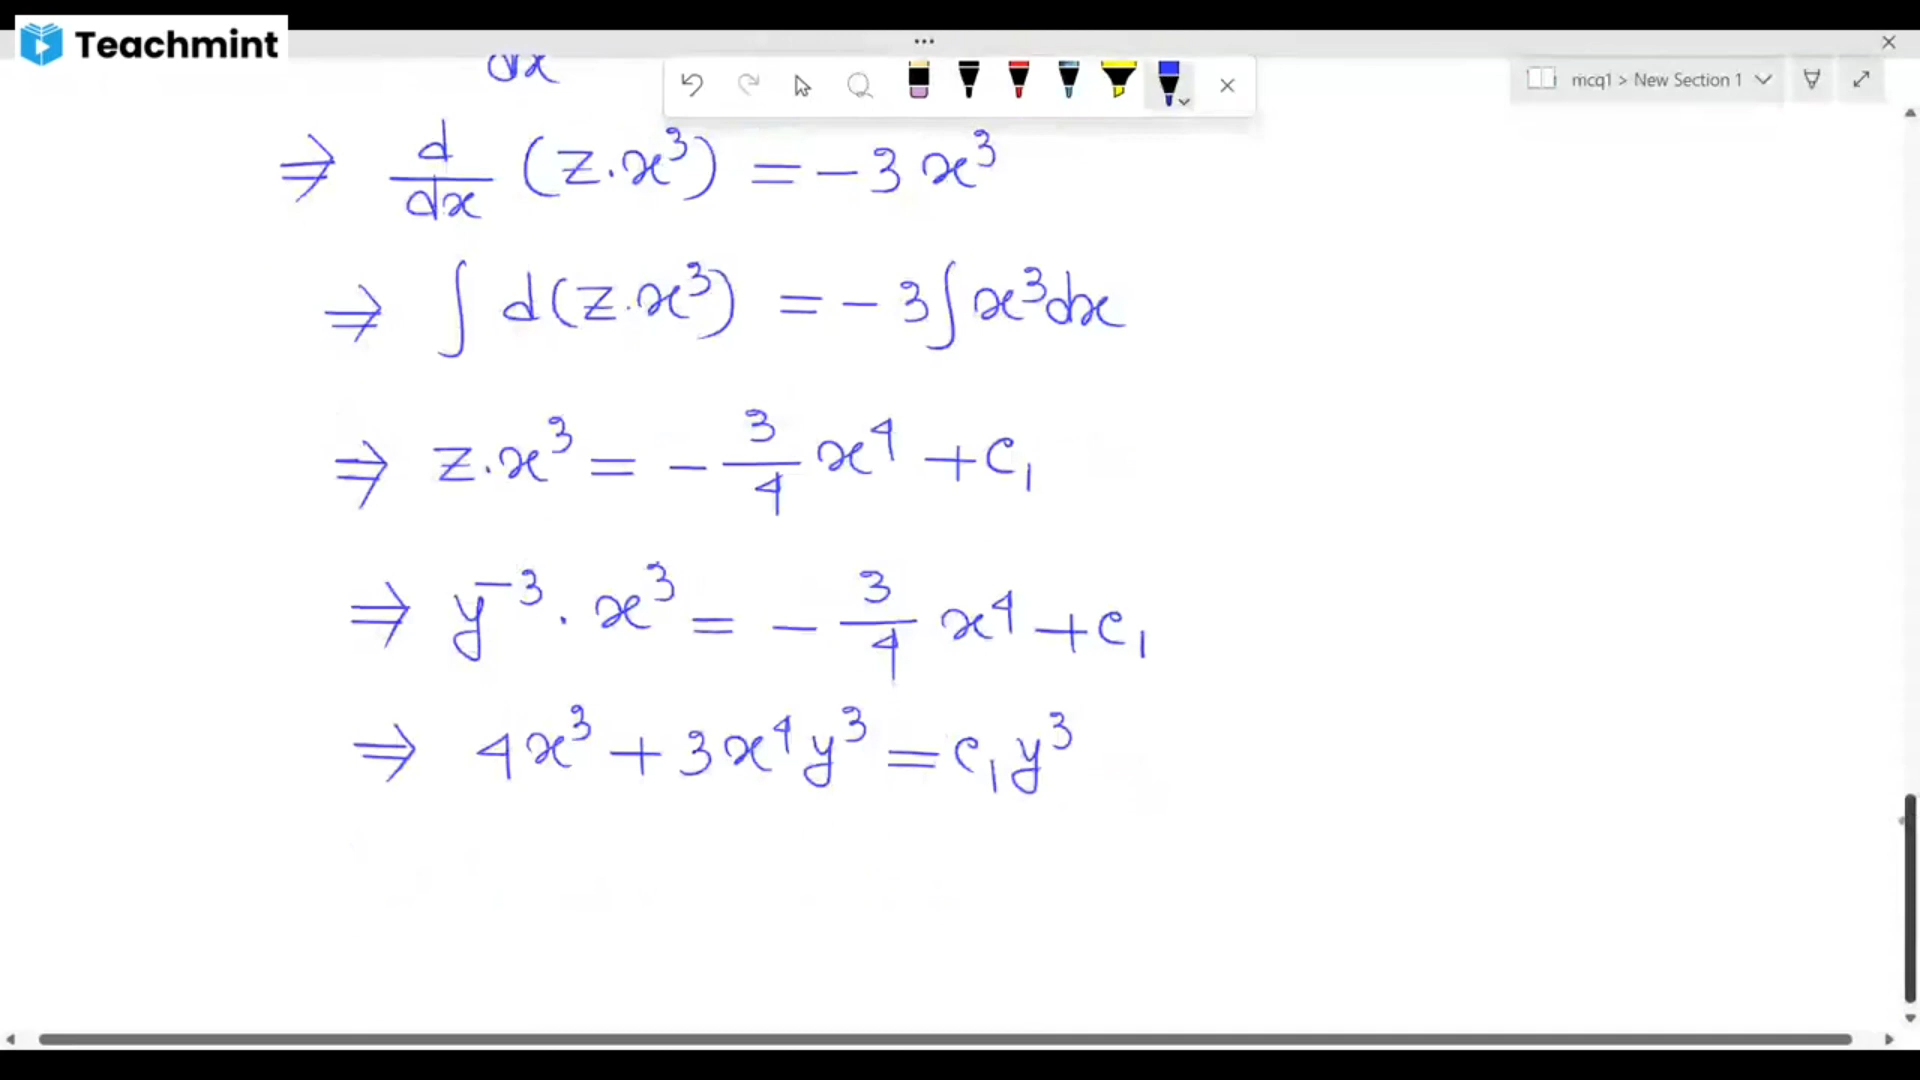 Teachmint
mcq1 > New Section 1
dx
⇒ d/dx (z·x³) = -3x³
⇒ ∫ d(z·x³) = -3∫x³dx
⇒ z·x³ = -3/4 x⁴ + c₁
⇒ y⁻³·x³ = -3/4 x⁴ + c₁
⇒ 4x³ + 3x⁴y³ = c₁y³